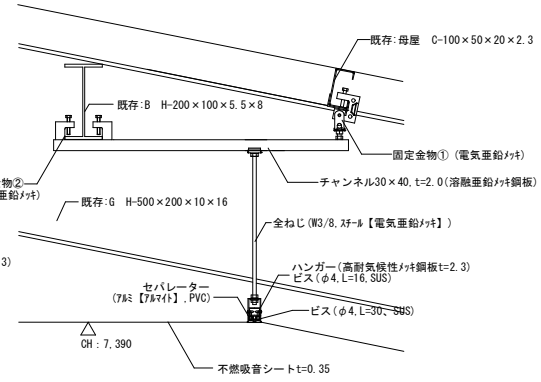 既存:母屋 C-100×50×20×2.3
既存:B H-200×100×5.5×8
固定金物① (電気亜鉛ﾒｯｷ)
物②
亜鉛ﾒｯｷ)
チャンネル30×40,t=2.0(溶融亜鉛ﾒｯｷ鋼板)
既存:G H-500×200×10×16
全ねじ(W3/8,ｽﾁｰﾙ【電気亜鉛ﾒｯｷ】)
3)
ハンガー(高耐気候性ﾒｯｷ鋼板t=2.3)
ビス(φ4,L=16,SUS)
セパレーター
(ｱﾙﾐ【ｱﾙﾏｲﾄ】,PVC)
ビス(φ4,L=30、SUS)
CH:7,390
不燃吸音シートt=0.35